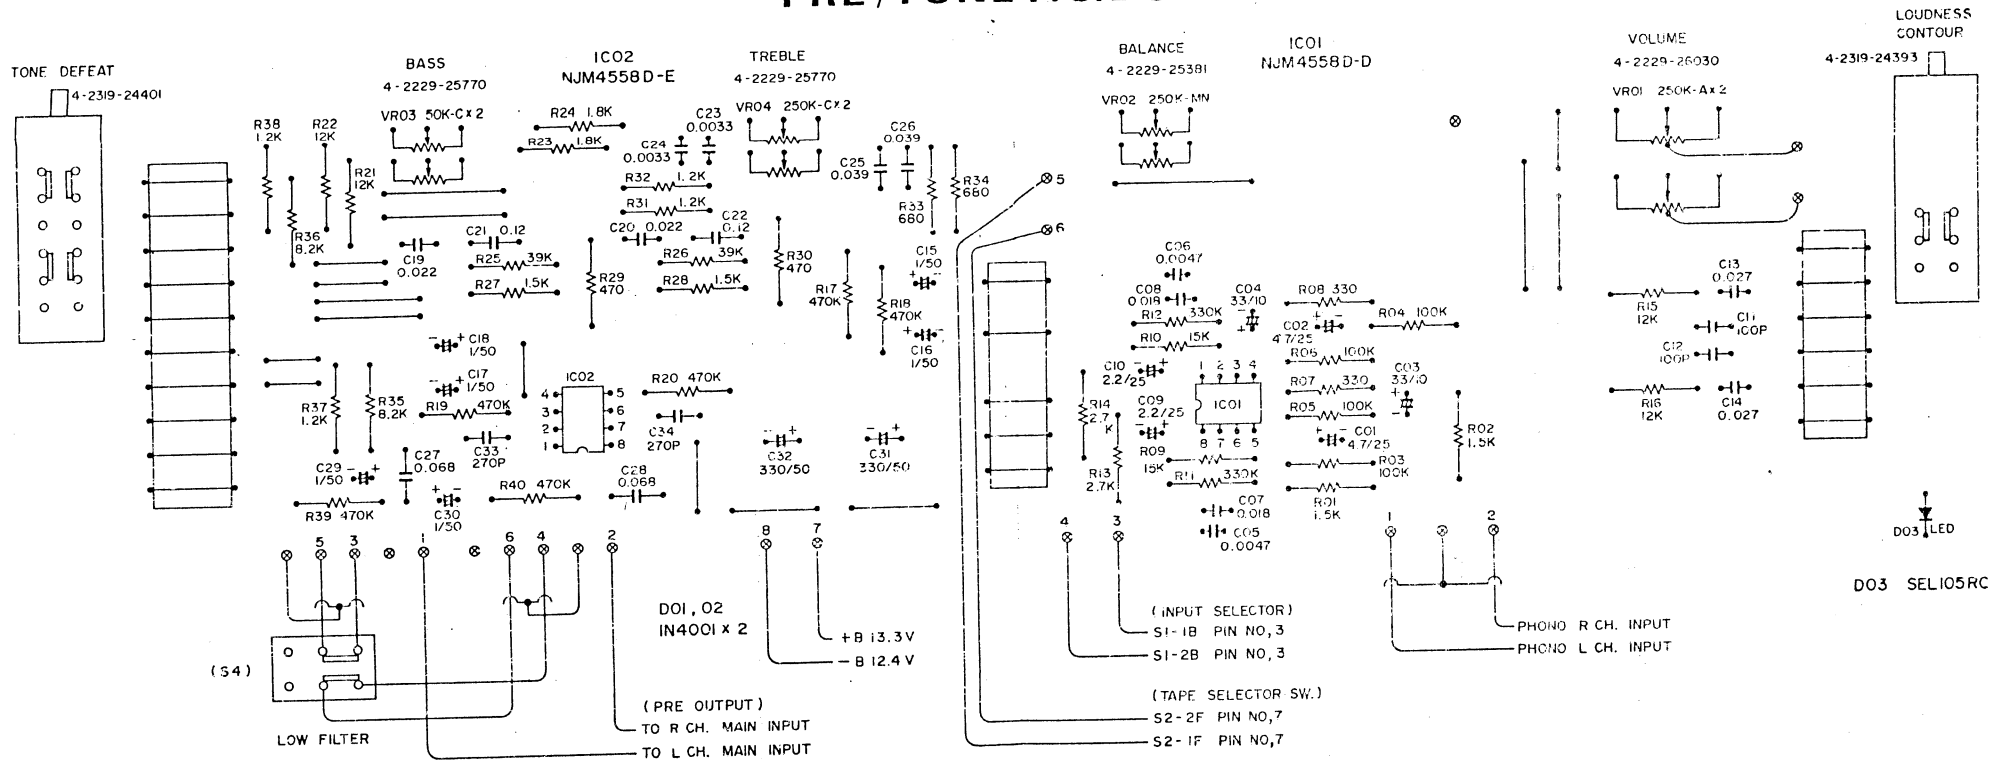 LOUDNESS
CONTOUR
4-2319-24393
TONE DEFEAT
4-2319-24401
BASS
4-2229-25770
VR03 50K-C×2
IC02
NJM4558D-E
TREBLE
4-2229-25770
VR04 250K-C×2
BALANCE
4-2229-25381
VR02 250K-MN
IC01
NJM4558D-D
VOLUME
4-2229-26030
VR01 250K-A×2
R38
1.2K
R22
12K
R21
12K
R36
8.2K
R24 1.8K
R23 1.8K
C24
0.0033
C23
0.0033
R32 1.2K
R31 1.2K
C20 0.022
C22
0.12
C21 0.12
C19
0.022
R25 39K
R27 1.5K
R29
470
R26 39K
R28 1.5K
R30
470
C25
0.039
C26
0.039
R33
680
R34
680
R17
470K
R18
470K
C15
1/50
C16
1/50
5
6
C18
1/50
C17
1/50
R19 470K
R37
1.2K
R35
8.2K
IC02
4 5
3 6
2 7
1 8
R20 470K
C34
270P
C33
270P
C27
0.068
C29
1/50
R39 470K
C30
1/50
R40 470K
C28
0.068
C32
330/50
C31
330/50
C06
0.0047
C08
0.018
R12 330K
R10 15K
C04
33/10
R08 330
C02
4.7/25
R04 100K
R06 100K
R07 330
R05 100K
C03
33/10
C01
4.7/25
R03
100K
R01
1.5K
R02
1.5K
C10
2.2/25
C09
2.2/25
R14
2.7
K
R13
2.7K
R09
15K
R11 330K
1 2 3 4
IC01
8 7 6 5
C07
0.018
C05
0.0047
R15
12K
C13
0.027
C11
100P
C12
100P
R16
12K
C14
0.027
D03 LED
D03 SEL105RC
5 3 1 6 4 2
8 7
4 3
1 2
D01, 02
IN4001 × 2
+B 13.3V
-B 12.4V
(S4)
LOW FILTER
(PRE OUTPUT)
TO R CH. MAIN INPUT
TO L CH. MAIN INPUT
(INPUT SELECTOR)
S1-1B PIN NO, 3
S1-2B PIN NO, 3
(TAPE SELECTOR SW.)
S2-2F PIN NO, 7
S2-1F PIN NO, 7
PHONO R CH. INPUT
PHONO L CH. INPUT